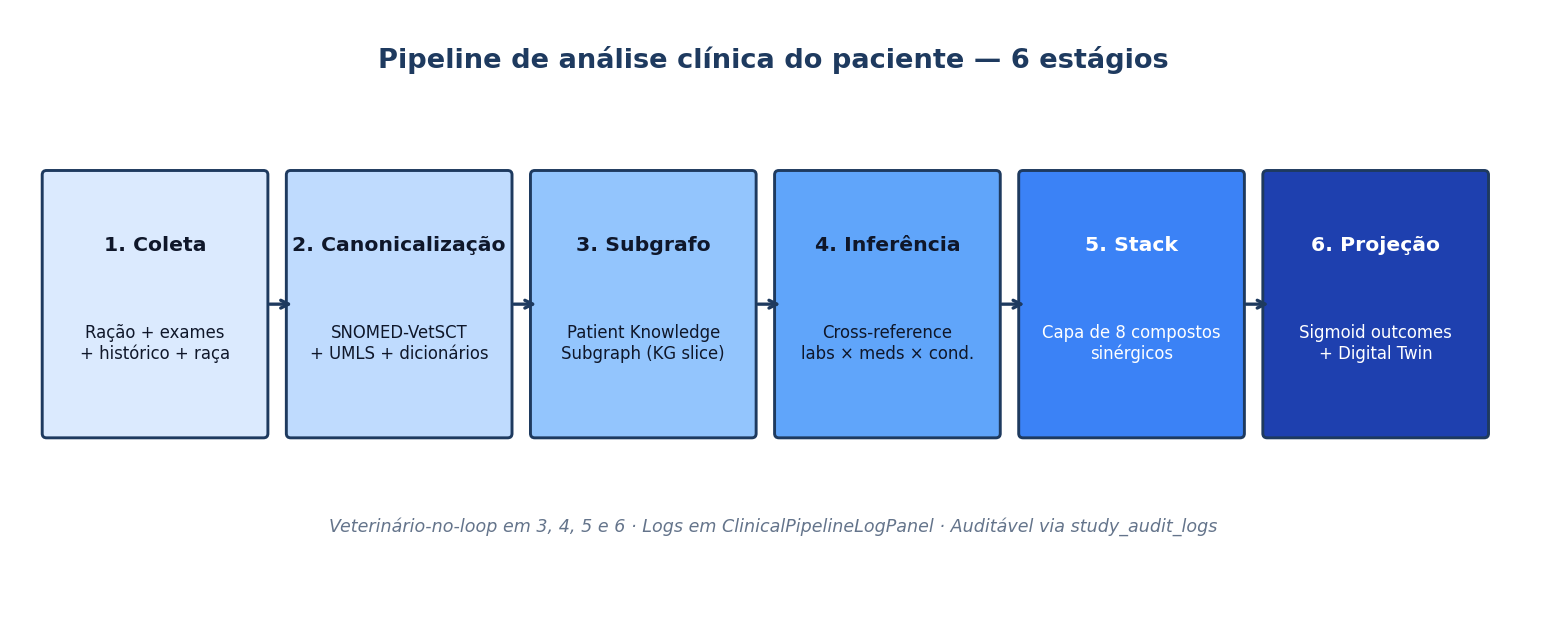 Pipeline de análise clínica do paciente — 6 estágios
1. Coleta
Ração + exames
+ histórico + raça
2. Canonicalização
SNOMED-VetSCT
+ UMLS + dicionários
3. Subgrafo
Patient Knowledge
Subgraph (KG slice)
4. Inferência
Cross-reference
labs × meds × cond.
5. Stack
Capa de 8 compostos
sinérgicos
6. Projeção
Sigmoid outcomes
+ Digital Twin
Veterinário-no-loop em 3, 4, 5 e 6 · Logs em ClinicalPipelineLogPanel · Auditável via study_audit_logs